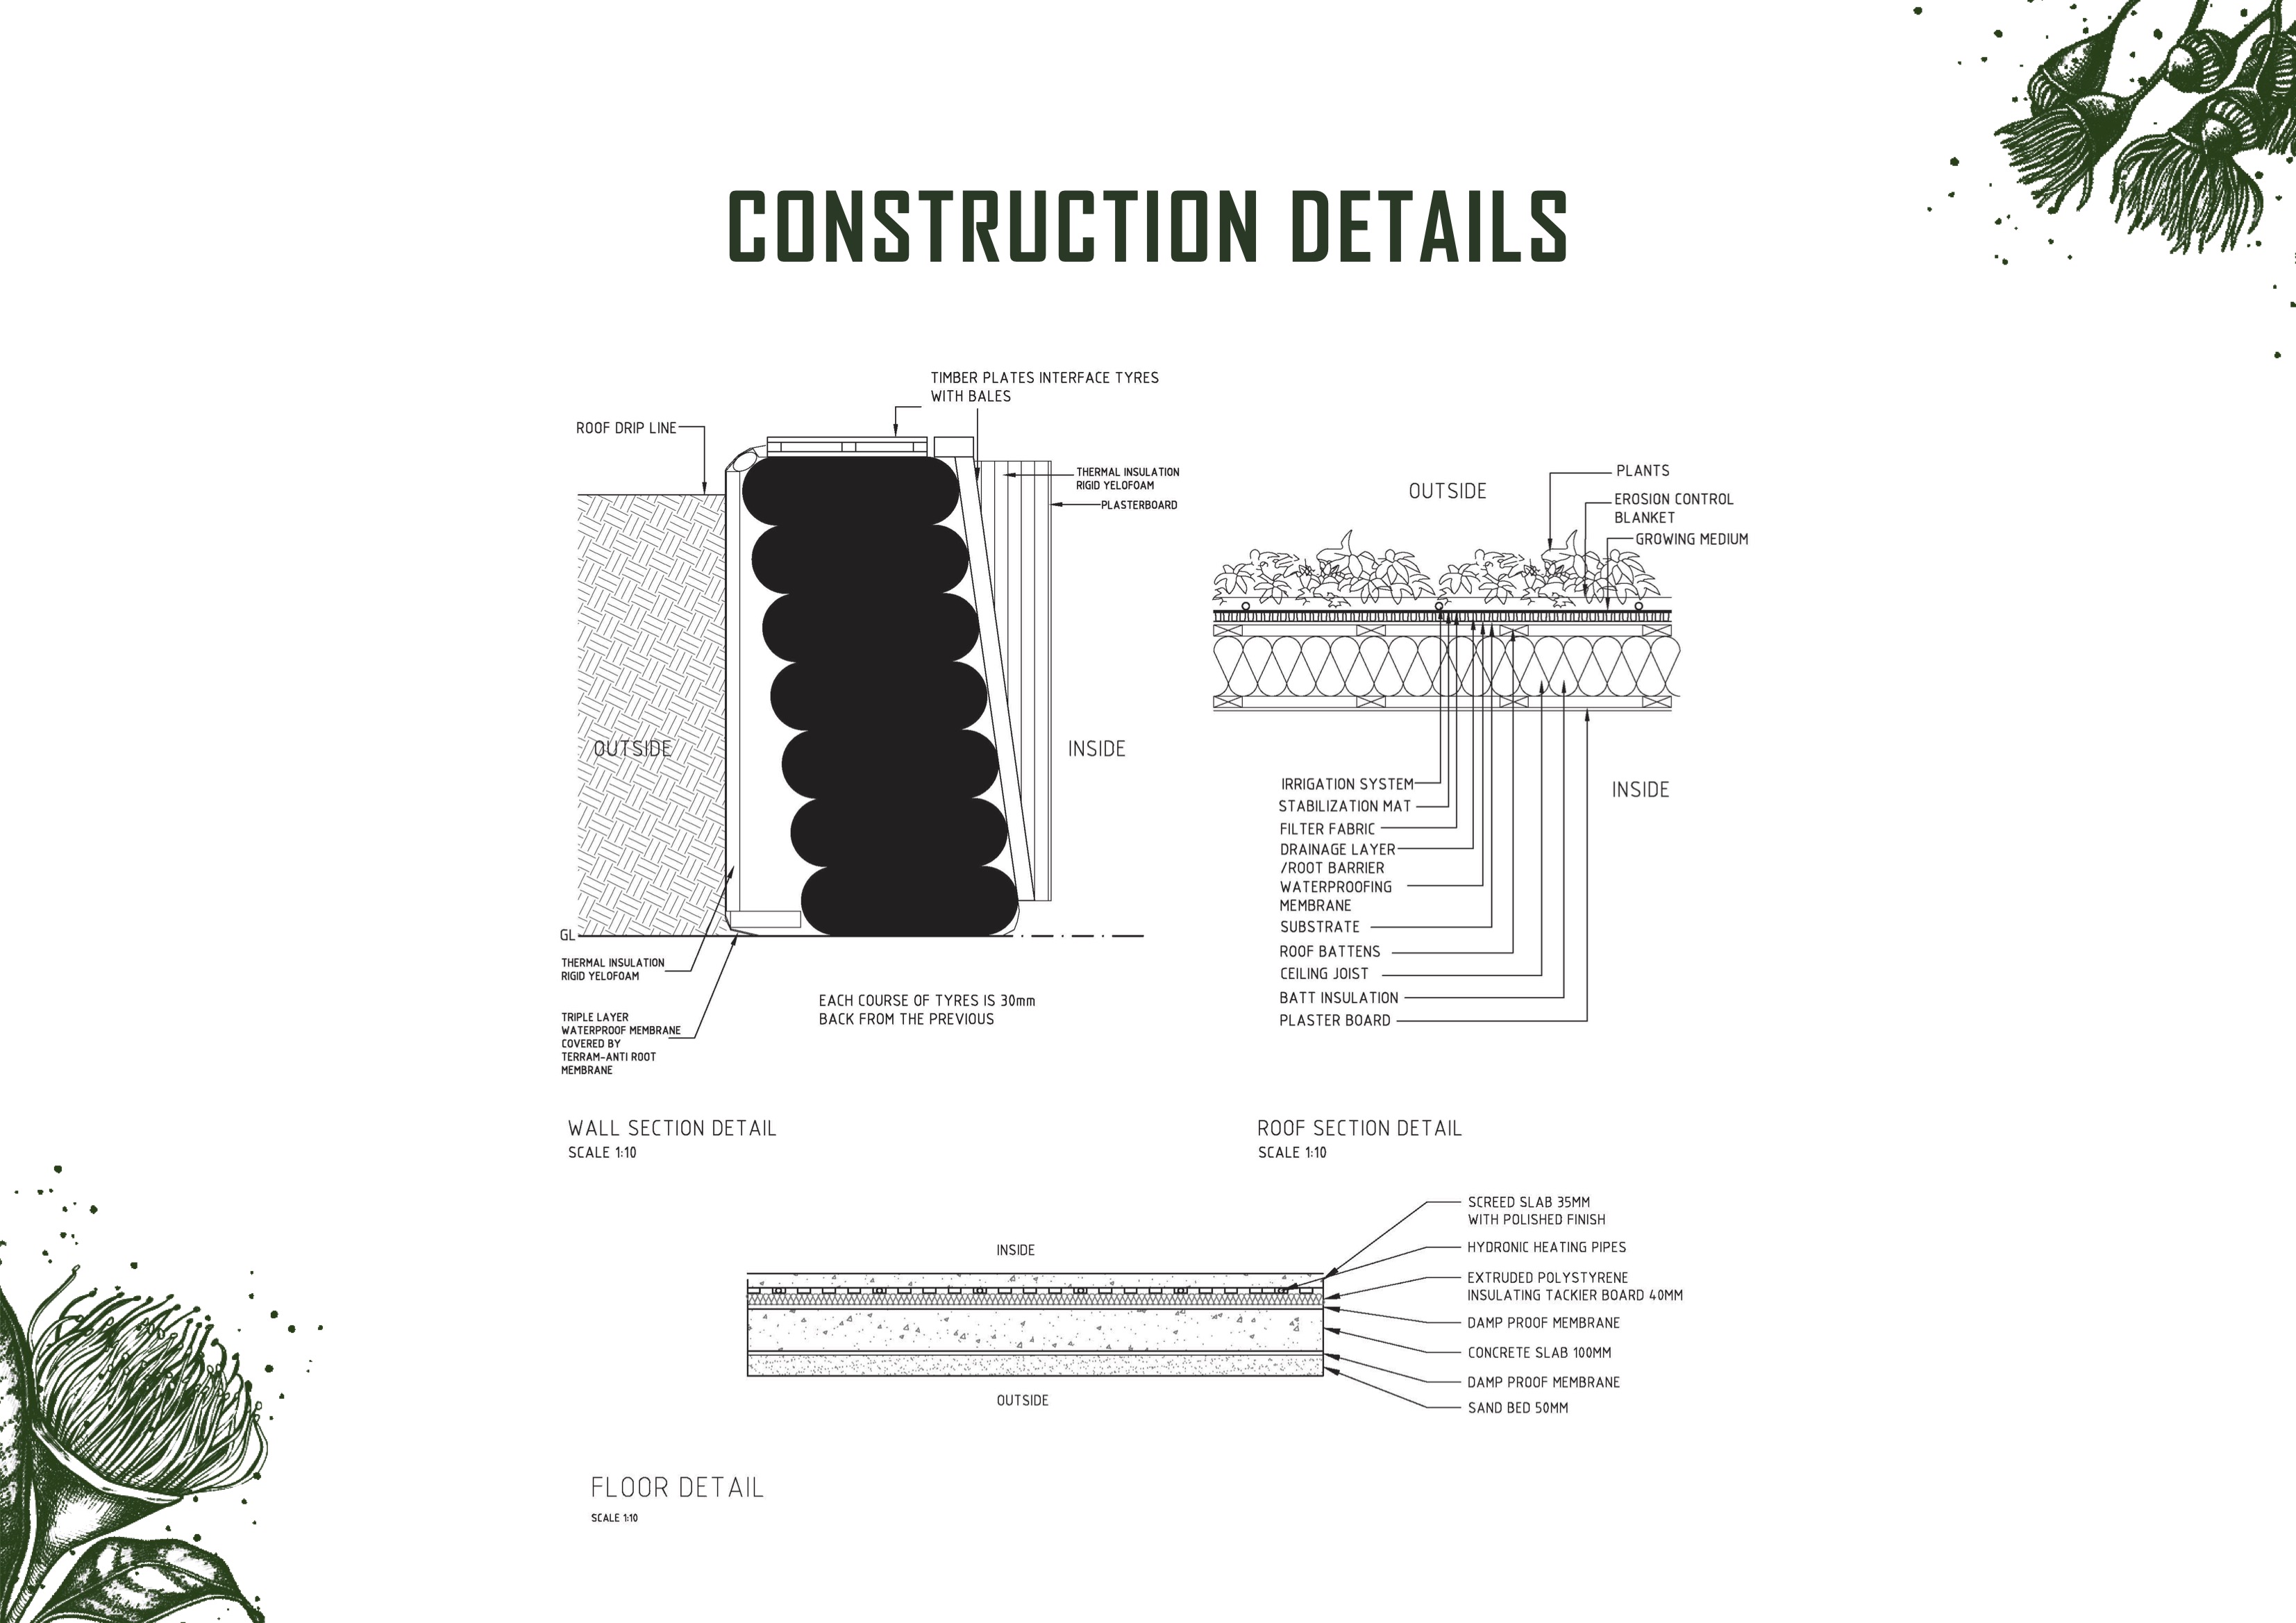 CONSTRUCTION DETAILS
TIMBER PLATES INTERFACE TYRES
WITH BALES
ROOF DRIP LINE
THERMAL INSULATION
RIGID YELOFOAM
PLASTERBOARD
OUTSIDE
INSIDE
GL
THERMAL INSULATION
RIGID YELOFOAM
TRIPLE LAYER
WATERPROOF MEMBRANE
COVERED BY
TERRAM-ANTI ROOT
MEMBRANE
EACH COURSE OF TYRES IS 30mm
BACK FROM THE PREVIOUS
WALL SECTION DETAIL
SCALE 1:10
OUTSIDE
PLANTS
EROSION CONTROL
BLANKET
GROWING MEDIUM
IRRIGATION SYSTEM
STABILIZATION MAT
FILTER FABRIC
DRAINAGE LAYER
/ROOT BARRIER
WATERPROOFING
MEMBRANE
SUBSTRATE
ROOF BATTENS
CEILING JOIST
BATT INSULATION
PLASTER BOARD
INSIDE
ROOF SECTION DETAIL
SCALE 1:10
INSIDE
SCREED SLAB 35MM
WITH POLISHED FINISH
HYDRONIC HEATING PIPES
EXTRUDED POLYSTYRENE
INSULATING TACKIER BOARD 40MM
DAMP PROOF MEMBRANE
CONCRETE SLAB 100MM
DAMP PROOF MEMBRANE
SAND BED 50MM
OUTSIDE
FLOOR DETAIL
SCALE 1:10